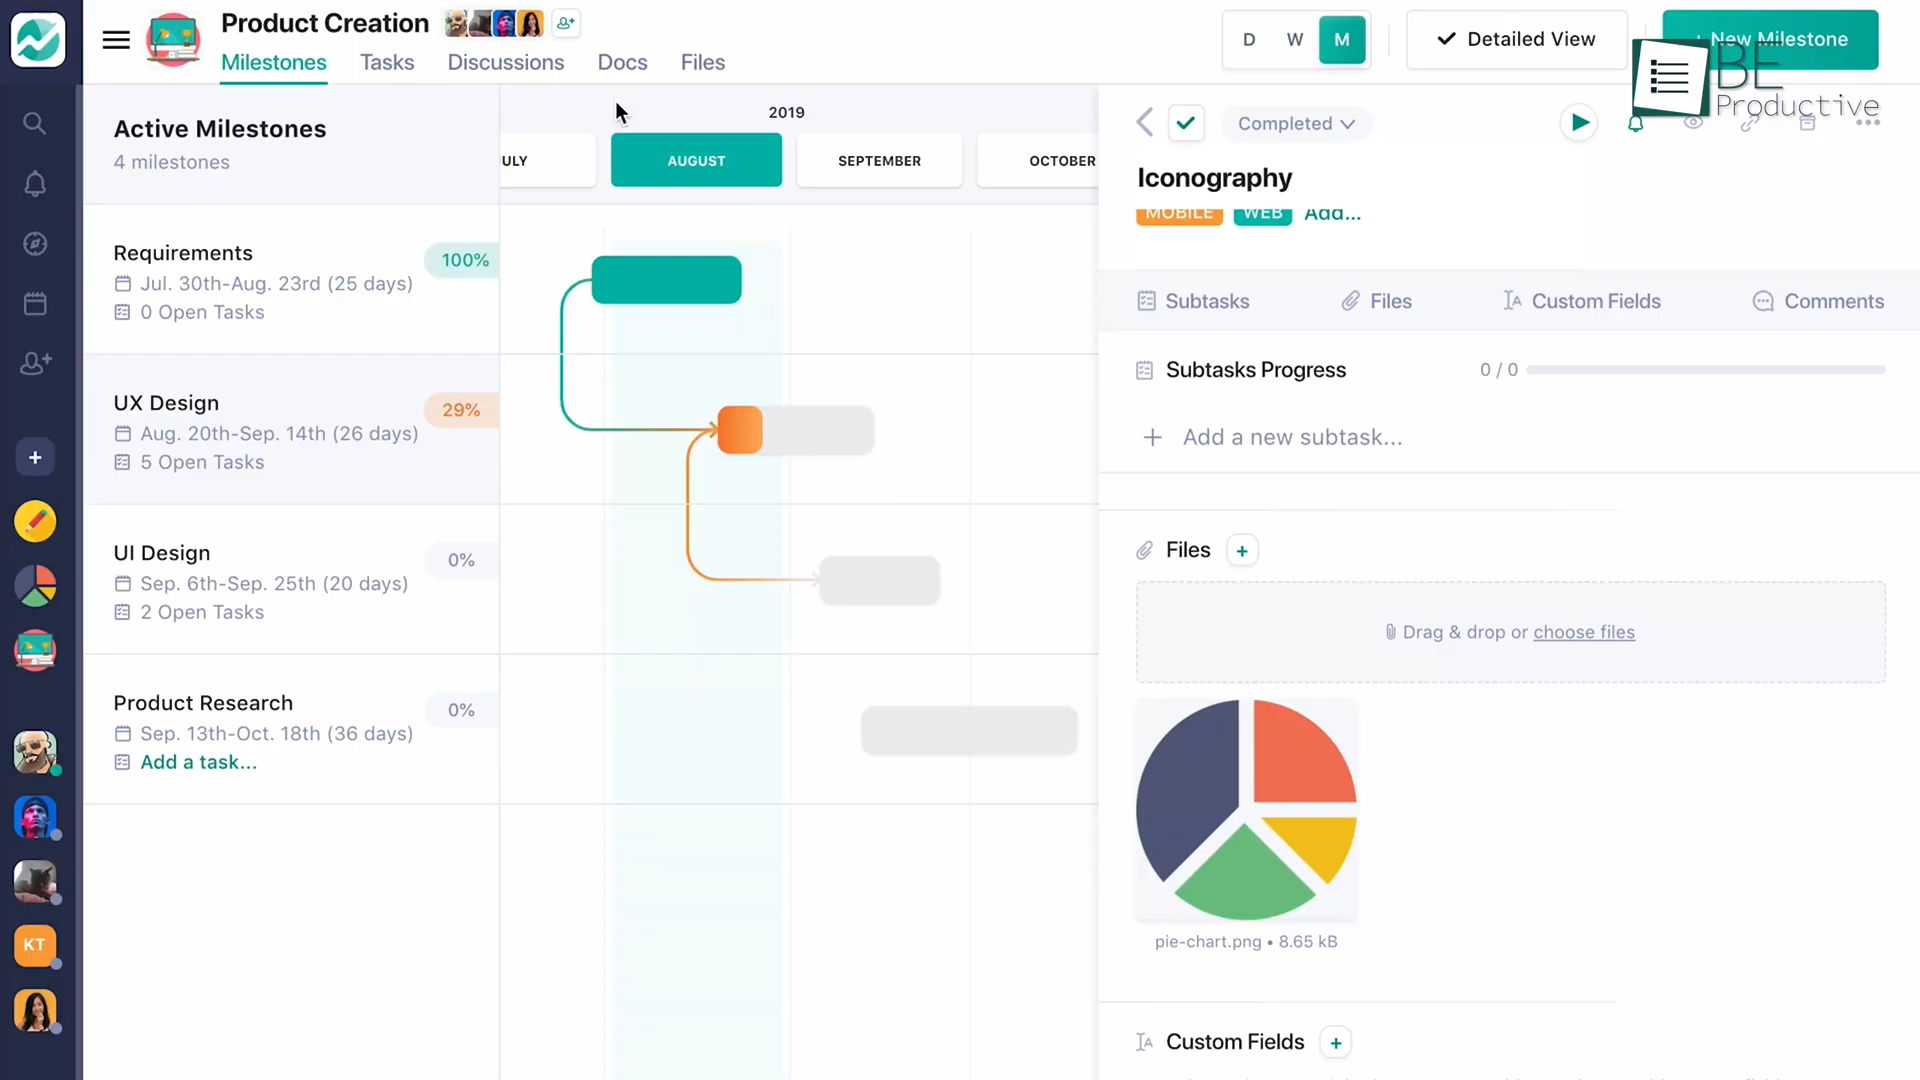 Product Creation
Milestones
Tasks
Discussions
Docs
Files
D
W
M
Detailed View
New Milestone
BE
Productive
Active Milestones
4 milestones
2019
ULY
AUGUST
SEPTEMBER
OCTOBER
Completed
Iconography
MOBILE
WEB
Add...
Requirements
100%
Jul. 30th-Aug. 23rd (25 days)
0 Open Tasks
Subtasks
Files
Custom Fields
Comments
Subtasks Progress
0 / 0
UX Design
29%
Aug. 20th-Sep. 14th (26 days)
5 Open Tasks
Add a new subtask...
UI Design
0%
Sep. 6th-Sep. 25th (20 days)
2 Open Tasks
Files
Drag & drop or choose files
Product Research
0%
Sep. 13th-Oct. 18th (36 days)
Add a task...
KT
pie-chart.png • 8.65 kB
Custom Fields